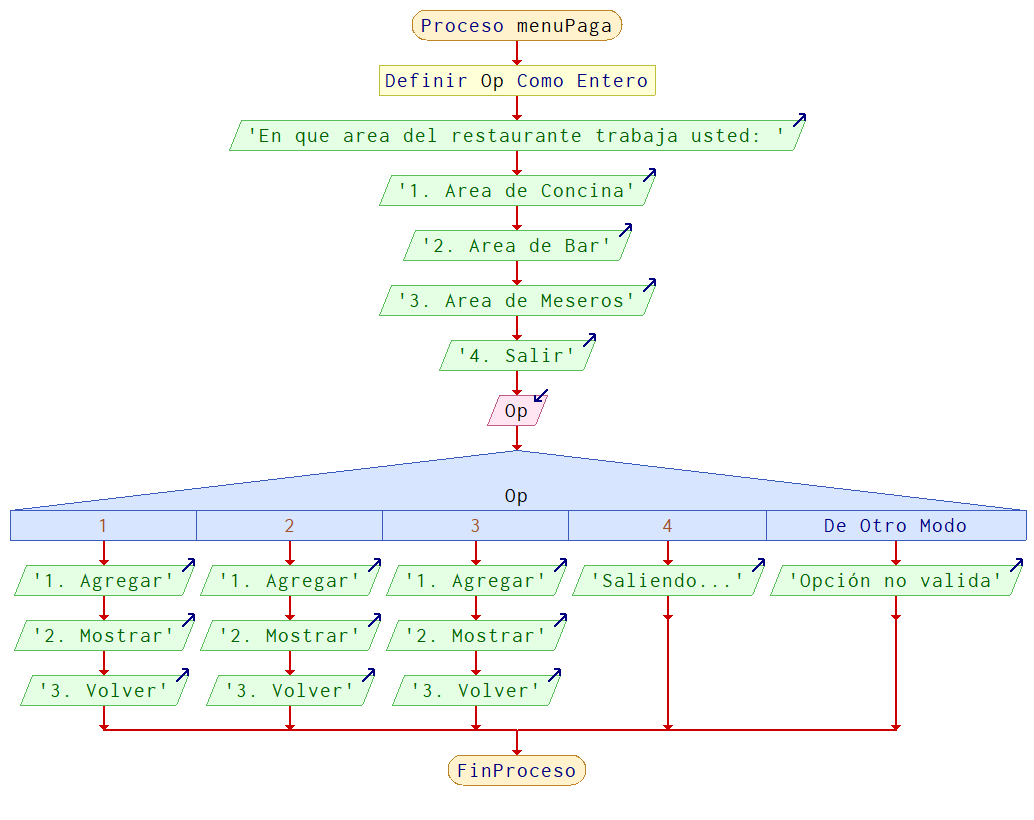 Proceso menuPaga
Definir Op Como Entero
'En que area del restaurante trabaja usted: '
'1. Area de Concina'
'2. Area de Bar'
'3. Area de Meseros'
'4. Salir'
Op
Op
1 2 3 4 De Otro Modo
'1. Agregar' '1. Agregar' '1. Agregar' 'Saliendo...' 'Opción no valida'
'2. Mostrar' '2. Mostrar' '2. Mostrar'
'3. Volver' '3. Volver' '3. Volver'
FinProceso